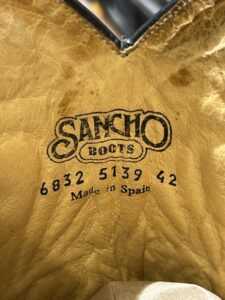 SANCHO
BOOTS
6832 5139 42
Made in Spain